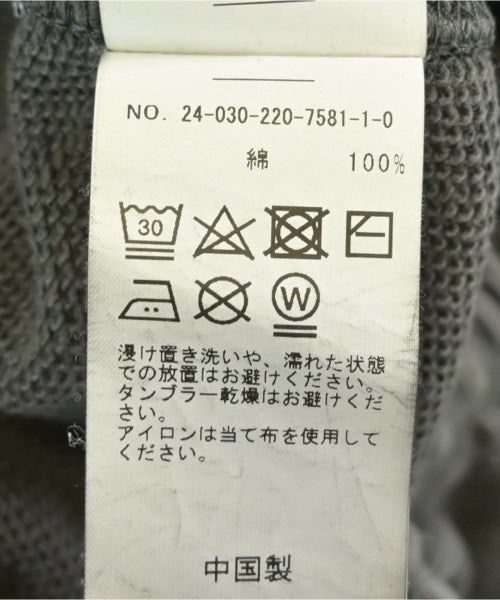 NO. 24-030-220-7581-1-0
綿 100%
30
W
浸け置き洗いや、濡れた状態
での放置はお避けください。
タンブラー乾燥はお避けくだ
さい。
アイロンは当て布を使用して
ください。
中国製